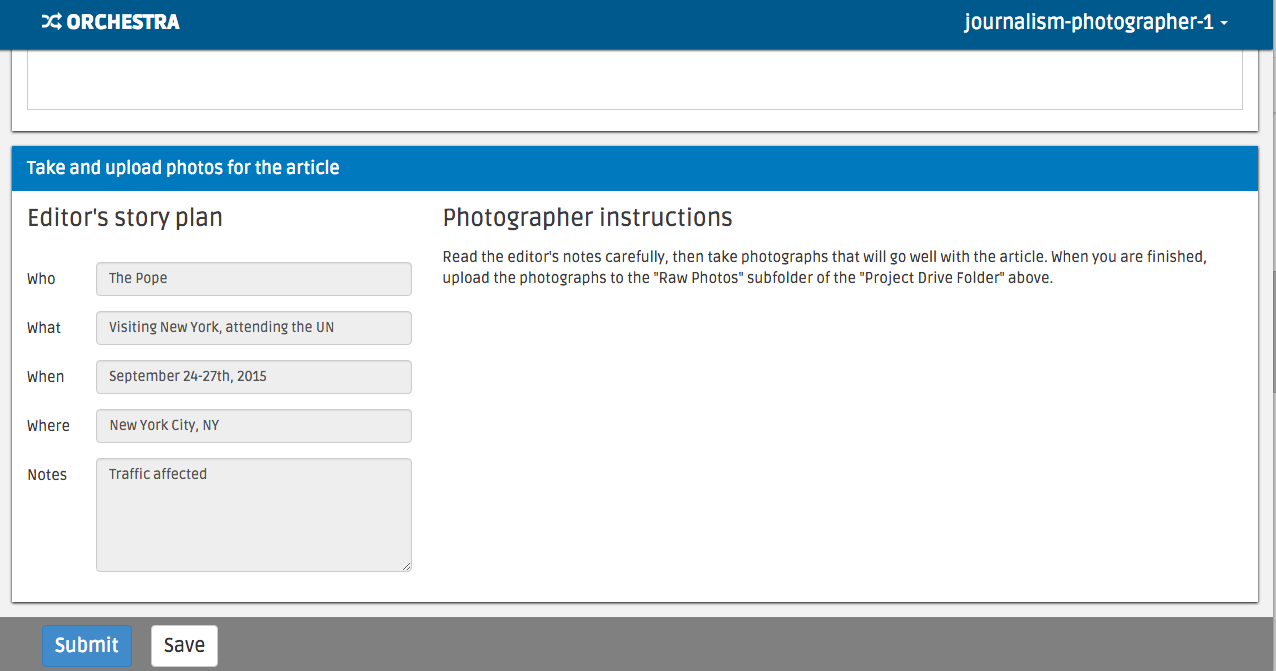 ORCHESTRA
journalism-photographer-1
Take and upload photos for the article
Editor's story plan
Who The Pope
What Visiting New York, attending the UN
When September 24-27th, 2015
Where New York City, NY
Notes Traffic affected
Photographer instructions
Read the editor's notes carefully, then take photographs that will go well with the article. When you are finished,
upload the photographs to the "Raw Photos" subfolder of the "Project Drive Folder" above.
Submit Save